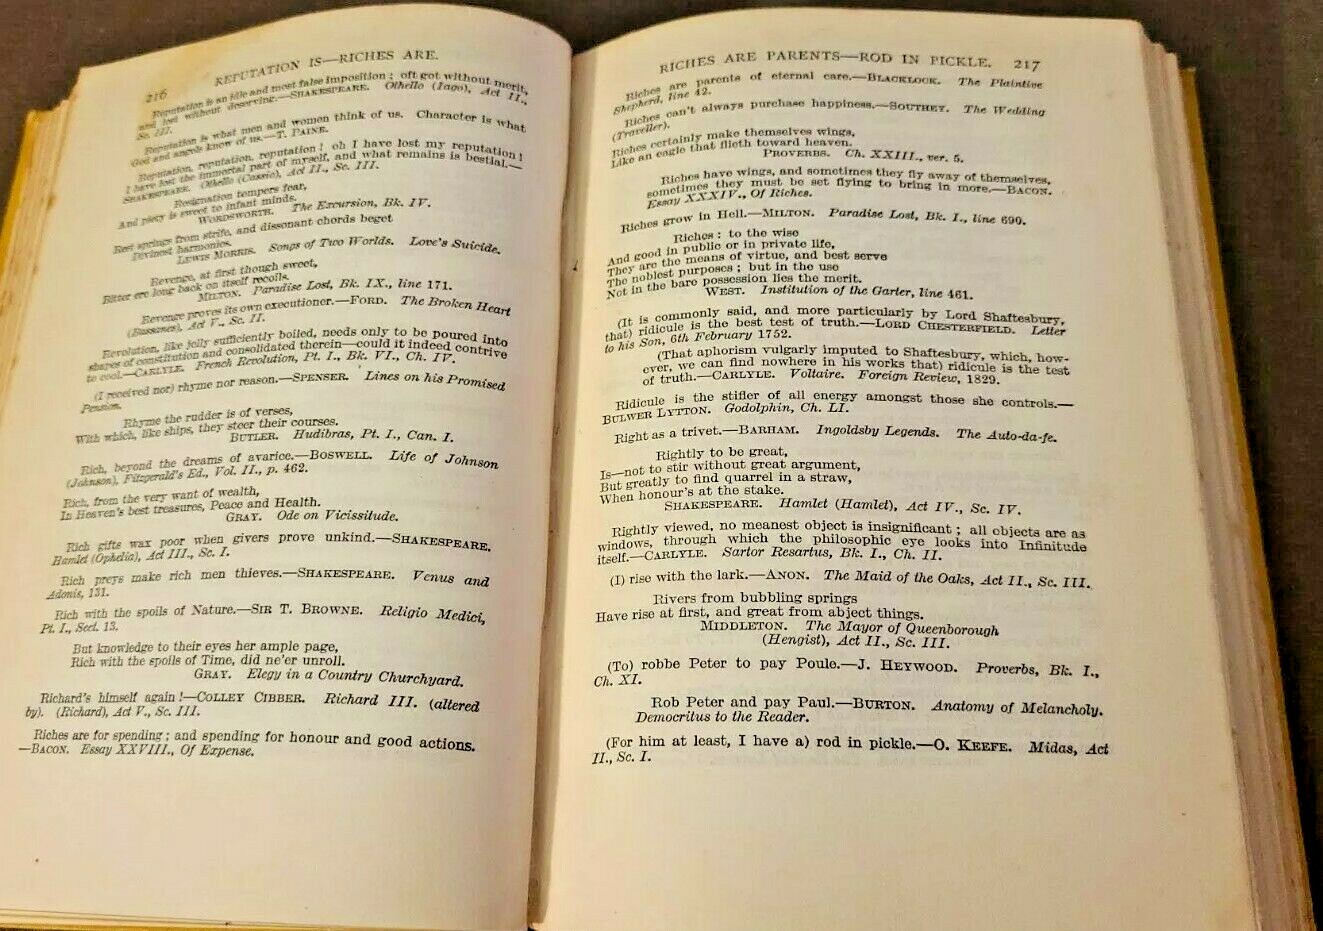 216
REPUTATION IS—RICHES ARE.
Reputation is an idle and most false imposition; oft got without merit,
and lost without deserving.—SHAKESPEARE. Othello (Iago), Act II.,
Sc. III.
Reputation is what men and women think of us. Character is what
God and angels know of us.—T. PAINE.
Reputation, reputation, reputation! oh I have lost my reputation!
I have lost the immortal part of myself, and what remains is bestial.—
SHAKESPEARE. Othello (Cassio), Act II., Sc. III.
Resignation tempers fear,
And piety is sweet to infant minds.
WORDSWORTH. The Excursion, Bk. IV.
Rest springs from strife, and dissonant chords beget
Divinest harmonies.
LEWIS MORRIS. Songs of Two Worlds. Love's Suicide.
Revenge, at first though sweet,
Bitter ere long back on itself recoils.
MILTON. Paradise Lost, Bk. IX., line 171.
Revenge proves its own executioner.—FORD. The Broken Heart
(Bassanes), Act V., Sc. II.
Revolution, like jelly sufficiently boiled, needs only to be poured into
shapes of constitution and consolidated therein—could it indeed contrive
to cool.—CARLYLE. French Revolution, Pt. I., Bk. VI., Ch. IV.
(I received nor) rhyme nor reason.—SPENSER. Lines on his Promised
Pension.
Rhyme the rudder is of verses,
With which, like ships, they steer their courses.
BUTLER. Hudibras, Pt. I., Can. I.
Rich, beyond the dreams of avarice.—BOSWELL. Life of Johnson
(Johnson), Fitzgerald's Ed., Vol. II., p. 462.
Rich, from the very want of wealth,
In Heaven's best treasures, Peace and Health.
GRAY. Ode on Vicissitude.
Rich gifts wax poor when givers prove unkind.—SHAKESPEARE.
Hamlet (Ophelia), Act III., Sc. I.
Rich preys make rich men thieves.—SHAKESPEARE. Venus and
Adonis, 131.
Rich with the spoils of Nature.—SIR T. BROWNE. Religio Medici,
Pt. I., Sect. 13.
But knowledge to their eyes her ample page,
Rich with the spoils of Time, did ne'er unroll.
GRAY. Elegy in a Country Churchyard.
Richard's himself again!—COLLEY CIBBER. Richard III. (altered
by). (Richard), Act V., Sc. III.
Riches are for spending; and spending for honour and good actions.
—BACON. Essay XXVIII., Of Expense.
RICHES ARE PARENTS—ROD IN PICKLE. 217
Riches are parents of eternal care.—BLACKLOCK. The Plaintive
Shepherd, line 42.
Riches can't always purchase happiness.—SOUTHEY. The Wedding
(Traveller).
Riches certainly make themselves wings,
Like an eagle that flieth toward heaven.
PROVERBS. Ch. XXIII., ver. 5.
Riches have wings, and sometimes they fly away of themselves,
sometimes they must be set flying to bring in more.—BACON.
Essay XXXIV., Of Riches.
Riches grow in Hell.—MILTON. Paradise Lost, Bk. I., line 690.
Riches: to the wise
And good in public or in private life,
They are the means of virtue, and best serve
The noblest purposes; but in the use
Not in the bare possession lies the merit.
WEST. Institution of the Garter, line 461.
(It is commonly said, and more particularly by Lord Shaftesbury,
that) ridicule is the best test of truth.—LORD CHESTERFIELD. Letter
to his Son, 6th February 1752.
(That aphorism vulgarly imputed to Shaftesbury, which, how-
ever, we can find nowhere in his works that) ridicule is the test
of truth.—CARLYLE. Voltaire. Foreign Review, 1829.
Ridicule is the stifler of all energy amongst those she controls.—
BULWER LYTTON. Godolphin, Ch. LI.
Right as a trivet.—BARHAM. Ingoldsby Legends. The Auto-da-fe.
Rightly to be great,
Is—not to stir without great argument,
But greatly to find quarrel in a straw,
When honour's at the stake.
SHAKESPEARE. Hamlet (Hamlet), Act IV., Sc. IV.
Rightly viewed, no meanest object is insignificant; all objects are as
windows, through which the philosophic eye looks into Infinitude
itself.—CARLYLE. Sartor Resartus, Bk. I., Ch. II.
(I) rise with the lark.—ANON. The Maid of the Oaks, Act II., Sc. III.
Rivers from bubbling springs
Have rise at first, and great from abject things.
MIDDLETON. The Mayor of Queenborough
(Hengist), Act II., Sc. III.
(To) robbe Peter to pay Poule.—J. HEYWOOD. Proverbs, Bk. I.,
Ch. XI.
Rob Peter and pay Paul.—BURTON. Anatomy of Melancholy.
Democritus to the Reader.
(For him at least, I have a) rod in pickle.—O. KEEFE. Midas, Act
II., Sc. I.